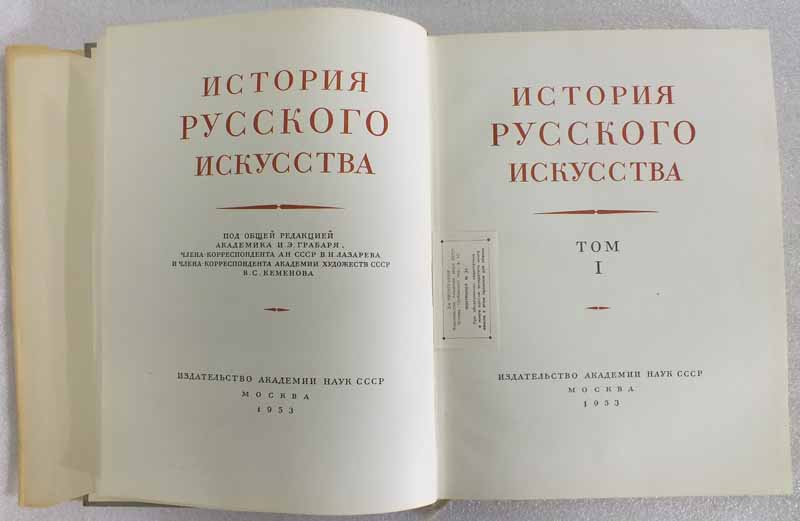 ИСТОРИЯ
РУССКОГО
ИСКУССТВА
ПОД ОБЩЕЙ РЕДАКЦИЕЙ
АКАДЕМИКА И.Э.ГРАБАРЯ,
ЧЛЕНА-КОРРЕСПОНДЕНТА АН СССР В.Н.ЛАЗАРЕВА
И ЧЛЕНА-КОРРЕСПОНДЕНТА АКАДЕМИИ ХУДОЖЕСТВ СССР
В.С.КЕМЕНОВА
ИЗДАТЕЛЬСТВО АКАДЕМИИ НАУК СССР
МОСКВА
1953
ИСТОРИЯ
РУССКОГО
ИСКУССТВА
ТОМ
I
ИЗДАТЕЛЬСТВО АКАДЕМИИ НАУК СССР
МОСКВА
1953